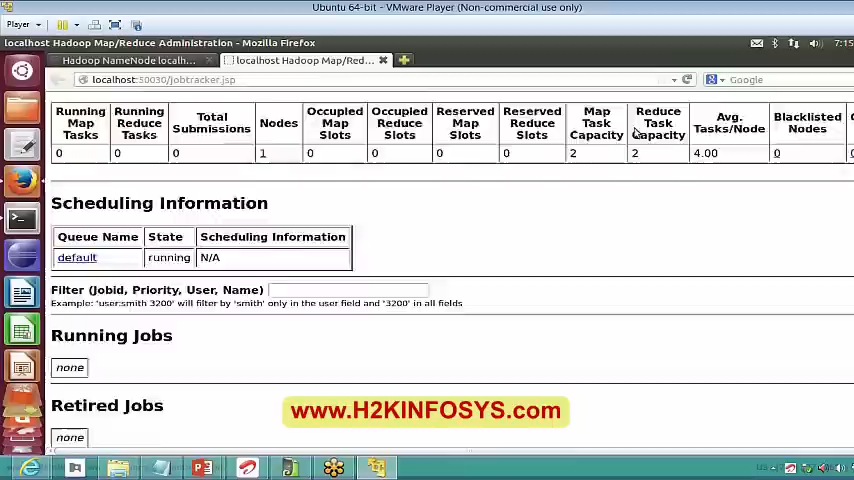 Ubuntu 64-bit - VMware Player (Non-commercial use only)
Player
localhost Hadoop Map/Reduce Administration - Mozilla Firefox
7:15
Hadoop NameNode localh...
localhost Hadoop Map/Red...
localhost:50030/jobtracker.jsp
Google
Running Map Tasks
Running Reduce Tasks
Total Submissions
Nodes
Occupied Map Slots
Occupied Reduce Slots
Reserved Map Slots
Reserved Reduce Slots
Map Task Capacity
Reduce Task Capacity
Avg. Tasks/Node
Blacklisted Nodes
0 0 0 1 0 0 0 0 2 2 4.00 0
Scheduling Information
Queue Name State Scheduling Information
default running N/A
Filter (Jobid, Priority, User, Name)
Example: 'user:smith 3200' will filter by 'smith' only in the user field and '3200' in all fields
Running Jobs
none
Retired Jobs
none
www.H2KINFOSYS.com